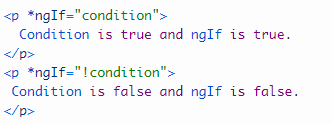 <p *ngIf="condition">
  Condition is true and ngIf is true.
</p>
<p *ngIf="!condition">
 Condition is false and ngIf is false.
</p>